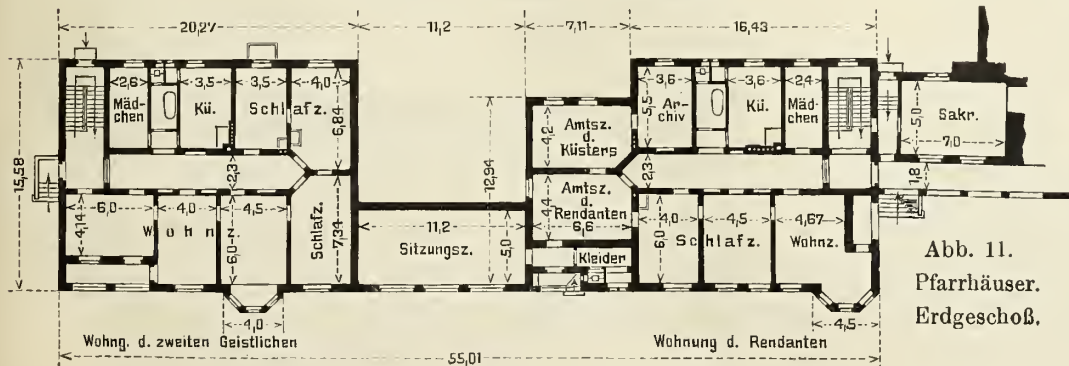 20,27 11,2 7,11 16,43
2,6 3,5 3,5 4,0
Mäd-
chen
Kü.
Schlafz.
6,84
15,58
2,3
6,0 4,0 4,5
4,14
Wohnz.
6,0
Schlafz.
7,34
4,0
12,94
11,2
Sitzungsz.
5,0
4,2
Amtsz.
d.
Küsters
4,4
Amtsz.
d.
Rendanten
6,6
Kleider
3,6 3,6 2,4
5,5
Ar-
chiv
Kü.
Mäd-
chen
2,3
4,0 4,5 4,67
6,0
Schlafz.
Wohnz.
4,5
5,0
Sakr.
7,0
1,8
Abb. 11.
Pfarrhäuser.
Erdgeschoß.
Wohng. d. zweiten Geistlichen
Wohnung d. Rendanten
55,01